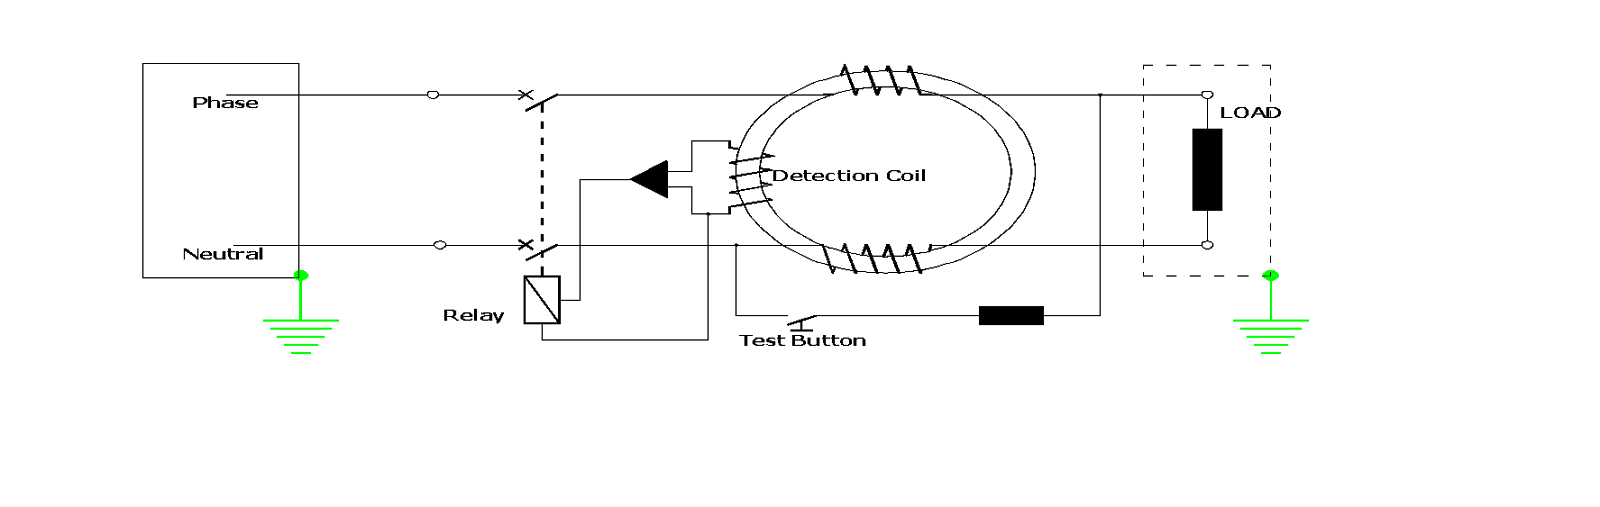 Phase
LOAD
Detection Coil
Neutral
Relay
Test Button